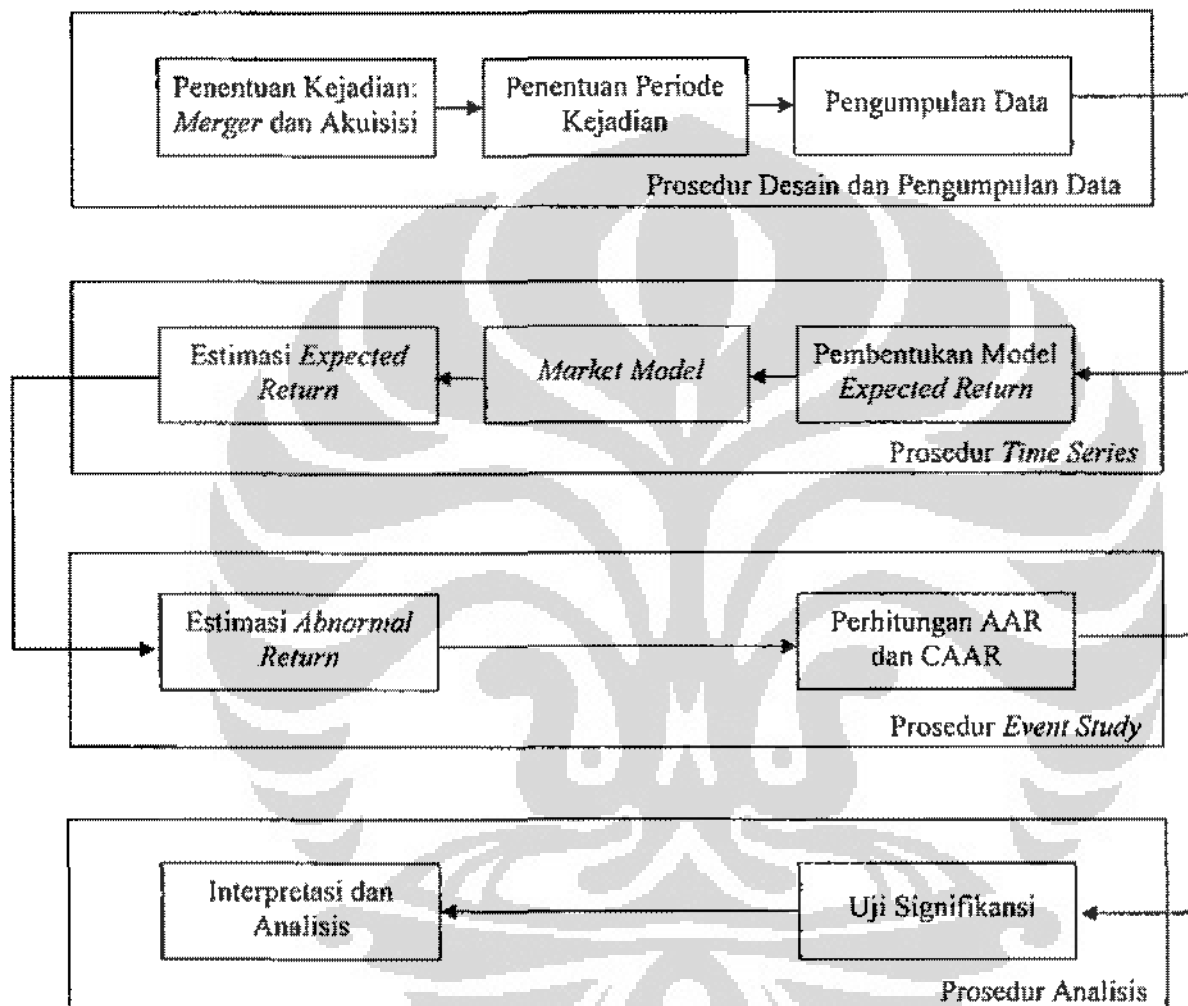 Penentuan Kejadian:
Merger dan Akuisisi
Penentuan Periode
Kejadian
Pengumpulan Data
Prosedur Desain dan Pengumpulan Data
Pembentukan Model
Expected Return
Market Model
Estimasi Expected
Return
Prosedur Time Series
Estimasi Abnormal
Return
Perhitungan AAR
dan CAAR
Prosedur Event Study
Uji Signifikansi
Interpretasi dan
Analisis
Prosedur Analisis